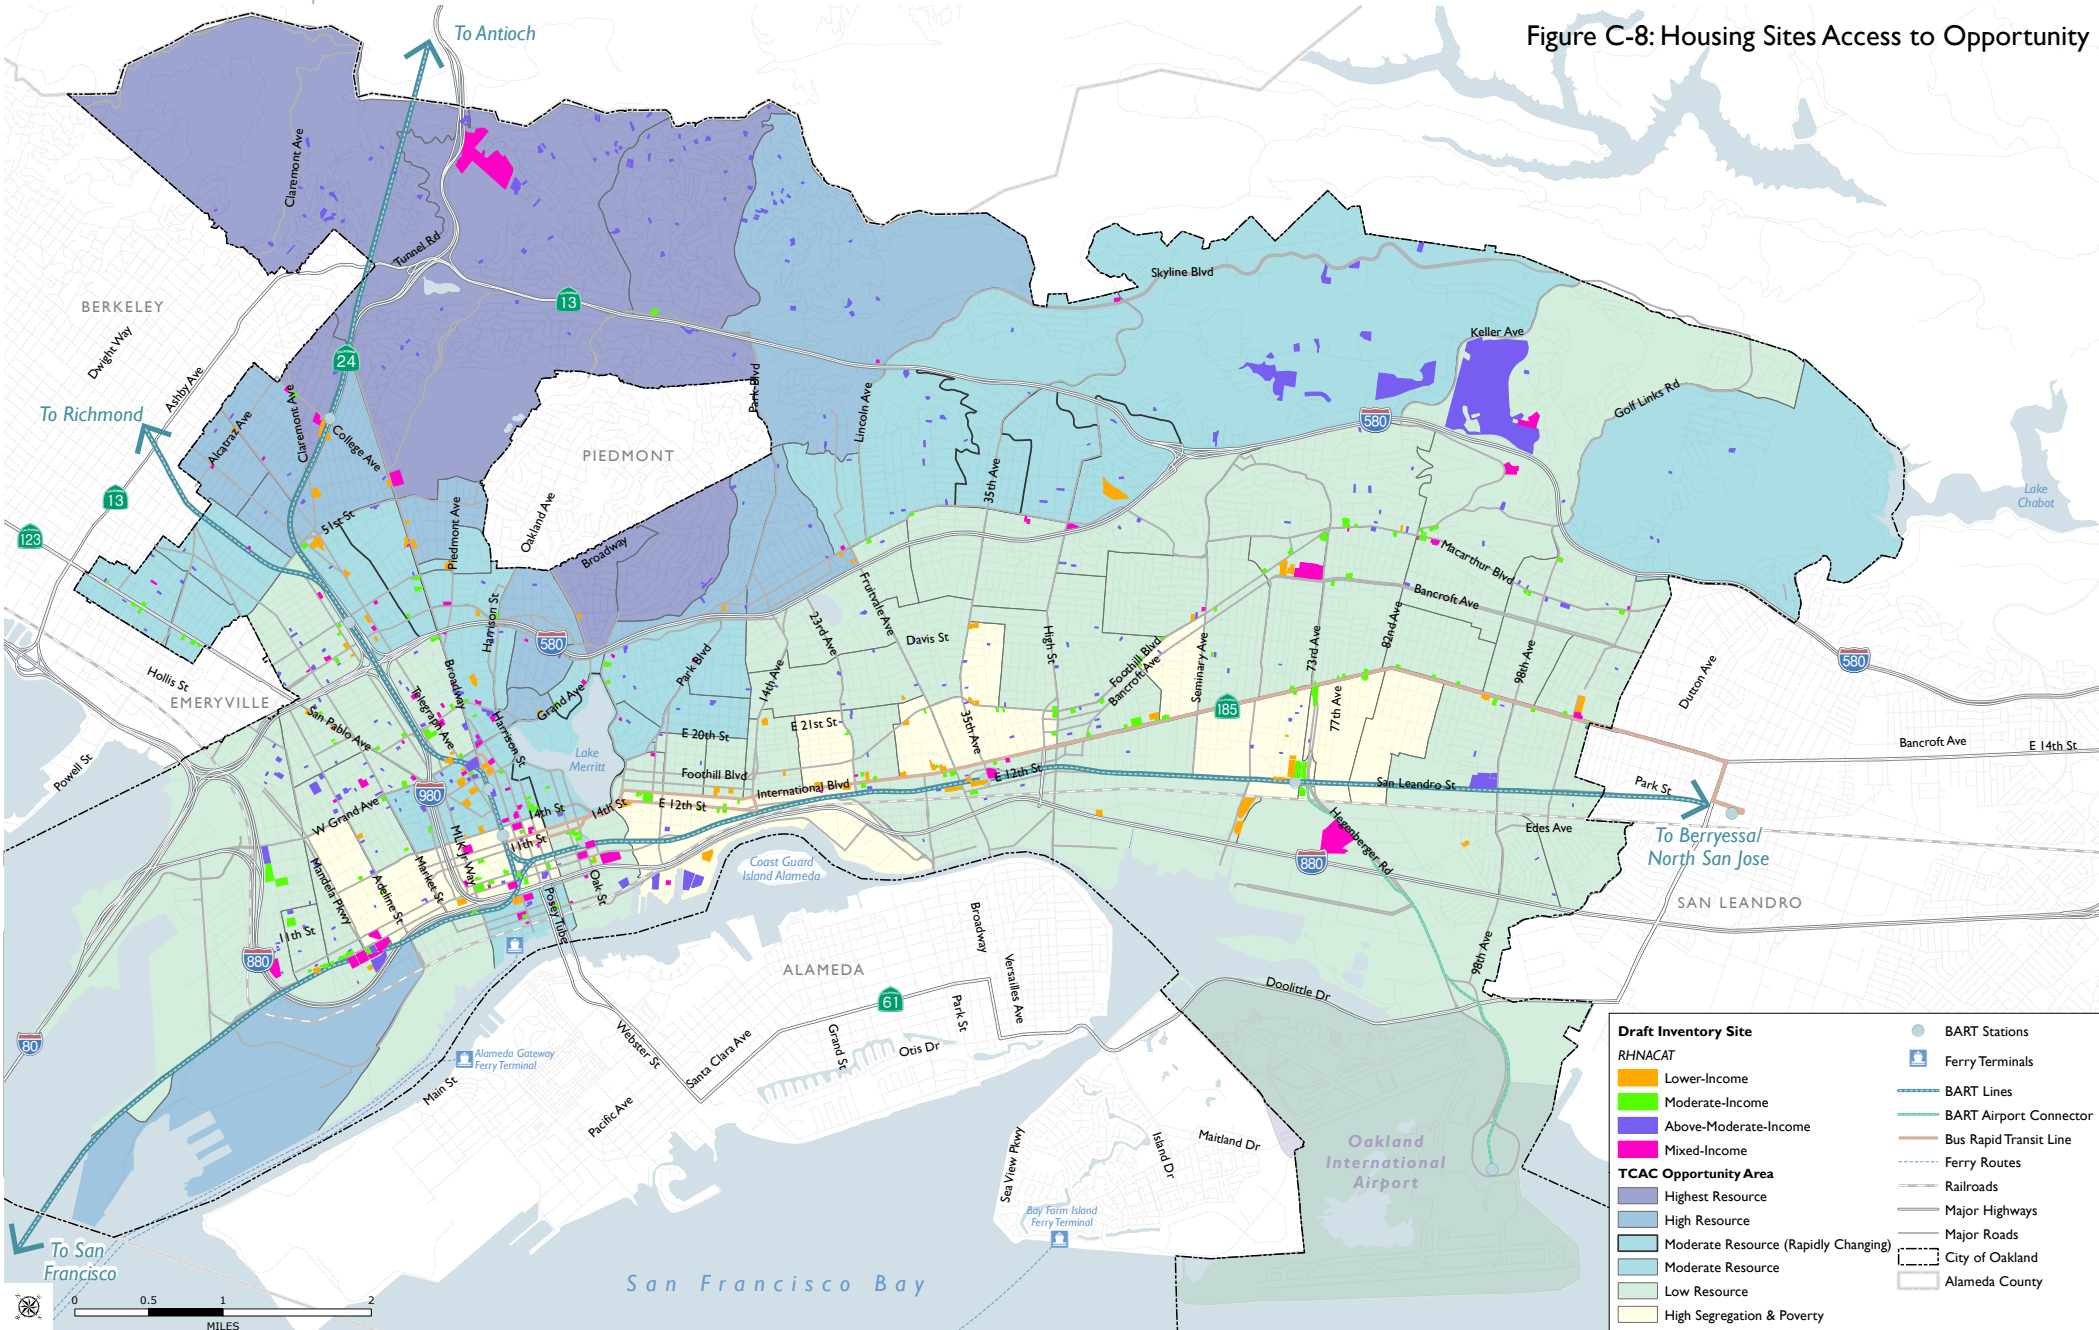 Figure C-8: Housing Sites Access to Opportunity
To Antioch
Claremont Ave
Tunnel Rd
BERKELEY
Dwight Way
Ashby Ave
To Richmond
13
24
13
123
Alcatraz Ave
Claremont Ave
College Ave
51st St
Piedmont Ave
PIEDMONT
Oakland Ave
Broadway
Park Blvd
Lincoln Ave
35th Ave
Skyline Blvd
Keller Ave
Golf Links Rd
580
Lake
Chabot
Hollis St
EMERYVILLE
Powell St
San Pablo Ave
Telegraph Ave
Broadway
Harrison St
Harrison St
580
Grand Ave
Park Blvd
14th Ave
23rd Ave
Fruitvale Ave
Davis St
High St
Foothill Blvd
Bancroft Ave
Seminary Ave
73rd Ave
82nd Ave
Macarthur Blvd
Bancroft Ave
98th Ave
Dutton Ave
580
185
77th Ave
Lake
Merritt
E 20th St
E 21st St
35th Ave
Foothill Blvd
International Blvd
E 12th St
E 12th St
San Leandro St
Bancroft Ave
E 14th St
Park St
To Berryessa/
North San Jose
980
W Grand Ave
14th St
14th St
11th St
MLK Jr Way
Market St
Adeline St
Mandela Pkwy
11th St
Oak St
Posey Tube
Coast Guard
Island Alameda
880
Hegenberger Rd
Edes Ave
SAN LEANDRO
880
80
ALAMEDA
Broadway
Versailles Ave
61
Park St
Grand St
Otis Dr
Webster St
Santa Clara Ave
Pacific Ave
Main St
Alameda Gateway
Ferry Terminal
Doolittle Dr
98th Ave
Sea View Pkwy
Island Dr
Maitland Dr
Bay Farm Island
Ferry Terminal
Oakland
International
Airport
To San
Francisco
San Francisco Bay
0 0.5 1 2
MILES
Draft Inventory Site
RHNACAT
Lower-Income
Moderate-Income
Above-Moderate-Income
Mixed-Income
TCAC Opportunity Area
Highest Resource
High Resource
Moderate Resource (Rapidly Changing)
Moderate Resource
Low Resource
High Segregation & Poverty
BART Stations
Ferry Terminals
BART Lines
BART Airport Connector
Bus Rapid Transit Line
Ferry Routes
Railroads
Major Highways
Major Roads
City of Oakland
Alameda County